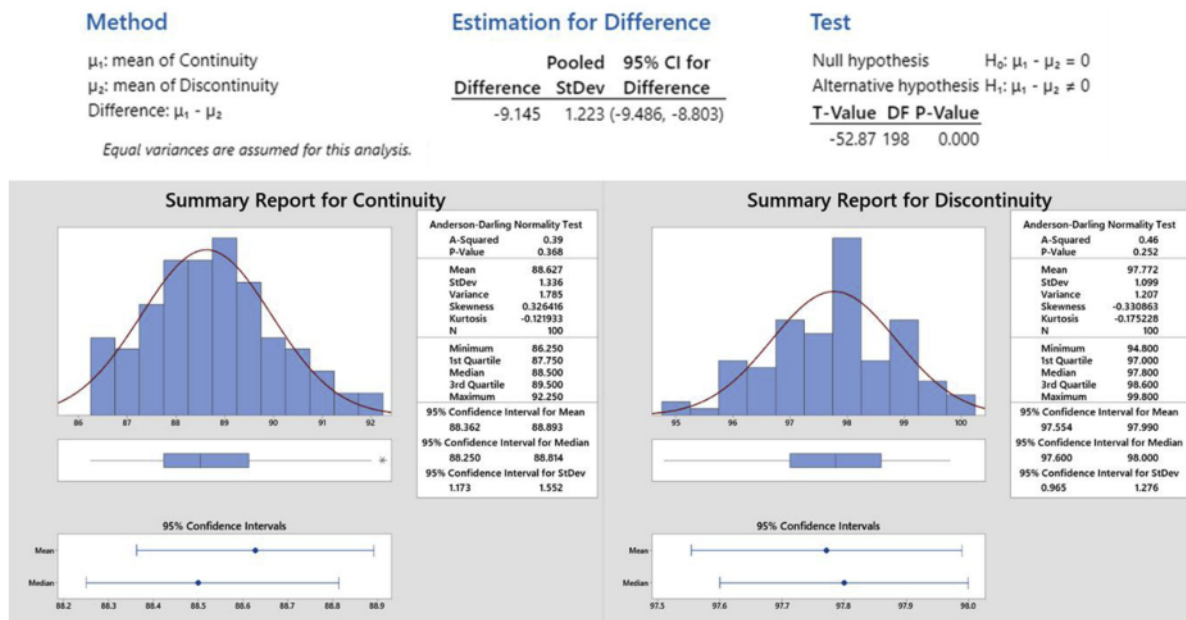 Method
μ₁: mean of Continuity
μ₂: mean of Discontinuity
Difference: μ₁ - μ₂
Equal variances are assumed for this analysis.
Estimation for Difference
Pooled 95% CI for
Difference StDev Difference
-9.145 1.223 (-9.486, -8.803)
Test
Null hypothesis H₀: μ₁ - μ₂ = 0
Alternative hypothesis H₁: μ₁ - μ₂ ≠ 0
T-Value DF P-Value
-52.87 198 0.000
Summary Report for Continuity
86 87 88 89 90 91 92
Anderson-Darling Normality Test
A-Squared 0.39
P-Value 0.368
Mean 88.627
StDev 1.336
Variance 1.785
Skewness 0.326416
Kurtosis -0.121933
N 100
Minimum 86.250
1st Quartile 87.750
Median 88.500
3rd Quartile 89.500
Maximum 92.250
95% Confidence Interval for Mean
88.362 88.893
95% Confidence Interval for Median
88.250 88.814
95% Confidence Interval for StDev
1.173 1.552
95% Confidence Intervals
Mean
Median
88.2 88.3 88.4 88.5 88.6 88.7 88.8 88.9
Summary Report for Discontinuity
95 96 97 98 99 100
Anderson-Darling Normality Test
A-Squared 0.46
P-Value 0.252
Mean 97.772
StDev 1.099
Variance 1.207
Skewness -0.330863
Kurtosis -0.175228
N 100
Minimum 94.800
1st Quartile 97.000
Median 97.800
3rd Quartile 98.600
Maximum 99.800
95% Confidence Interval for Mean
97.554 97.990
95% Confidence Interval for Median
97.600 98.000
95% Confidence Interval for StDev
0.965 1.276
95% Confidence Intervals
Mean
Median
97.5 97.6 97.7 97.8 97.9 98.0